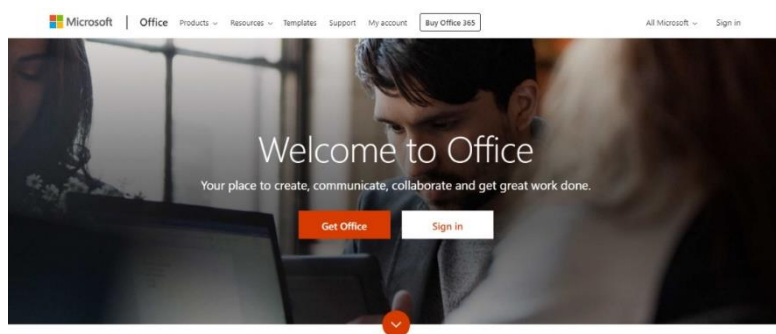 Microsoft Office Products Resources Templates Support My account Buy Office 365 All Microsoft Sign in
Welcome to Office
Your place to create, communicate, collaborate and get great work done.
Get Office Sign in